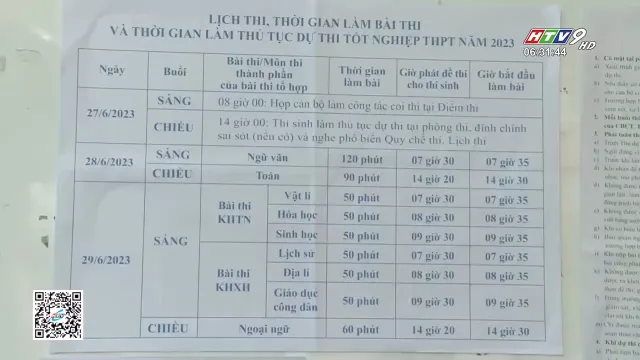 LỊCH THI, THỜI GIAN LÀM BÀI THI
VÀ THỜI GIAN LÀM THỦ TỤC DỰ THI TỐT NGHIỆP THPT NĂM 2023
HTV9 HD
06:31:44
Ngày Buổi Bài thi/Môn thi thành phần của bài thi tổ hợp Thời gian làm bài Giờ phát đề thi cho thí sinh Giờ bắt đầu làm bài
27/6/2023 SÁNG 08 giờ 00: Họp cán bộ làm công tác coi thi tại Điểm thi
CHIỀU 14 giờ 00: Thí sinh làm thủ tục dự thi tại phòng thi, đính chính
sai sót (nếu có) và nghe phổ biến Quy chế thi, Lịch thi
28/6/2023 SÁNG Ngữ văn 120 phút 07 giờ 30 07 giờ 35
CHIỀU Toán 90 phút 14 giờ 20 14 giờ 30
29/6/2023 SÁNG Bài thi KHTN Vật lí 50 phút 07 giờ 30 07 giờ 35
Hóa học 50 phút 08 giờ 30 08 giờ 35
Sinh học 50 phút 09 giờ 30 09 giờ 35
Bài thi KHXH Lịch sử 50 phút 07 giờ 30 07 giờ 35
Địa lí 50 phút 08 giờ 30 08 giờ 35
Giáo dục công dân 50 phút 09 giờ 30 09 giờ 35
CHIỀU Ngoại ngữ 60 phút 14 giờ 20 14 giờ 30